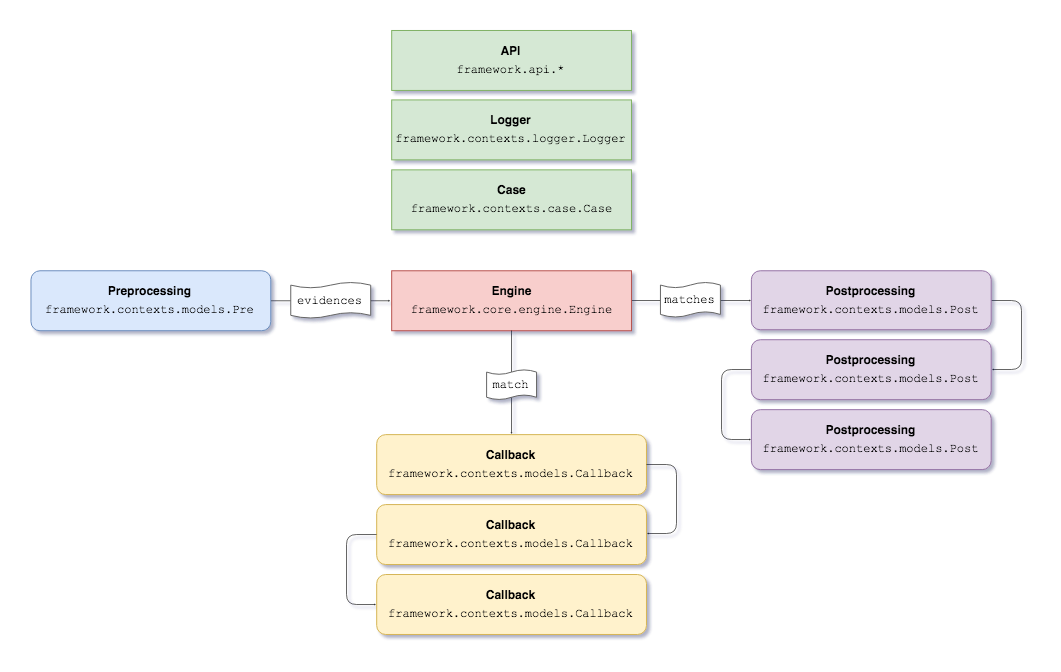 API
framework.api.*
Logger
framework.contexts.logger.Logger
Case
framework.contexts.case.Case
Preprocessing
framework.contexts.models.Pre
evidences
Engine
framework.core.engine.Engine
matches
Postprocessing
framework.contexts.models.Post
Postprocessing
framework.contexts.models.Post
Postprocessing
framework.contexts.models.Post
match
Callback
framework.contexts.models.Callback
Callback
framework.contexts.models.Callback
Callback
framework.contexts.models.Callback